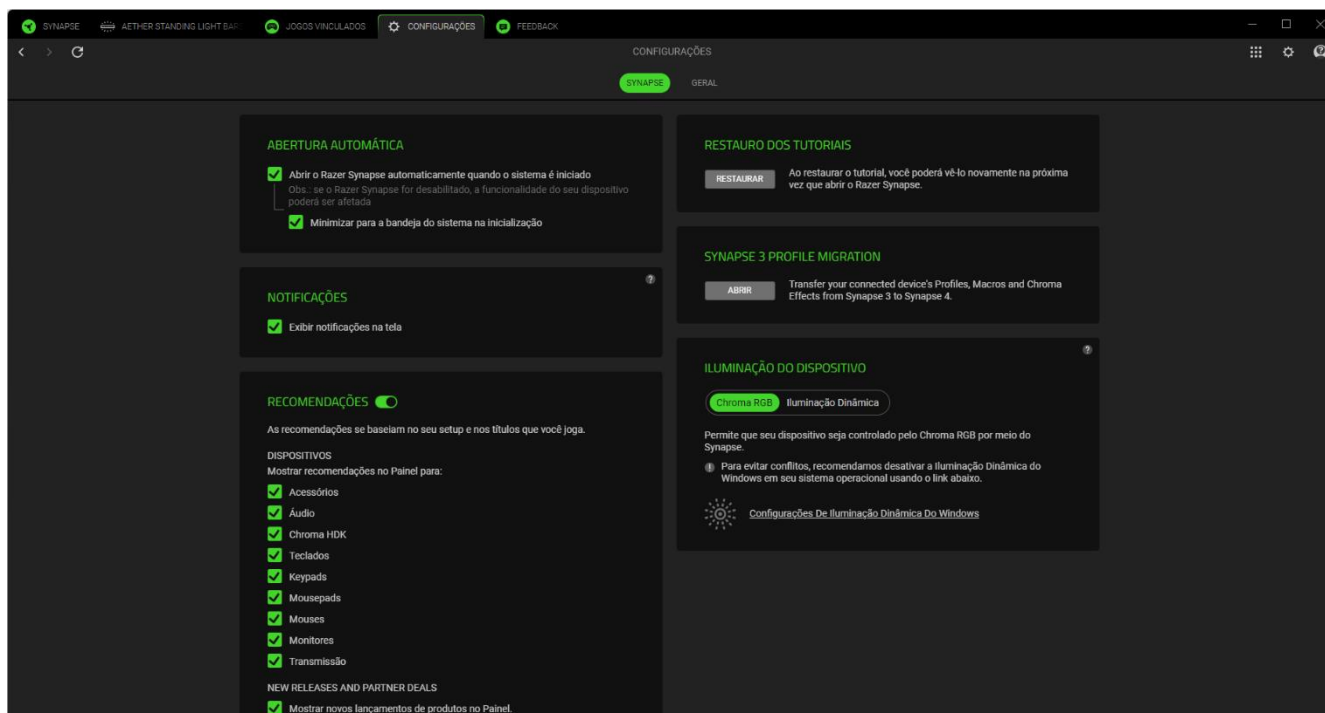 SYNAPSE
AETHER STANDING LIGHT BARS
JOGOS VINCULADOS
CONFIGURAÇÕES
FEEDBACK
CONFIGURAÇÕES
SYNAPSE
GERAL
ABERTURA AUTOMÁTICA
Abrir o Razer Synapse automaticamente quando o sistema é iniciado
Obs.: se o Razer Synapse for desabilitado, a funcionalidade do seu dispositivo
poderá ser afetada
Minimizar para a bandeja do sistema na inicialização
NOTIFICAÇÕES
Exibir notificações na tela
RECOMENDAÇÕES
As recomendações se baseiam no seu setup e nos títulos que você joga.
DISPOSITIVOS
Mostrar recomendações no Painel para:
Acessórios
Áudio
Chroma HDK
Teclados
Keypads
Mousepads
Mouses
Monitores
Transmissão
NEW RELEASES AND PARTNER DEALS
Mostrar novos lançamentos de produtos no Painel.
RESTAURO DOS TUTORIAIS
RESTAURAR
Ao restaurar o tutorial, você poderá vê-lo novamente na próxima
vez que abrir o Razer Synapse.
SYNAPSE 3 PROFILE MIGRATION
ABRIR
Transfer your connected device's Profiles, Macros and Chroma
Effects from Synapse 3 to Synapse 4.
ILUMINAÇÃO DO DISPOSITIVO
Chroma RGB
Iluminação Dinâmica
Permite que seu dispositivo seja controlado pelo Chroma RGB por meio do
Synapse.
Para evitar conflitos, recomendamos desativar a Iluminação Dinâmica do
Windows em seu sistema operacional usando o link abaixo.
Configurações De Iluminação Dinâmica Do Windows